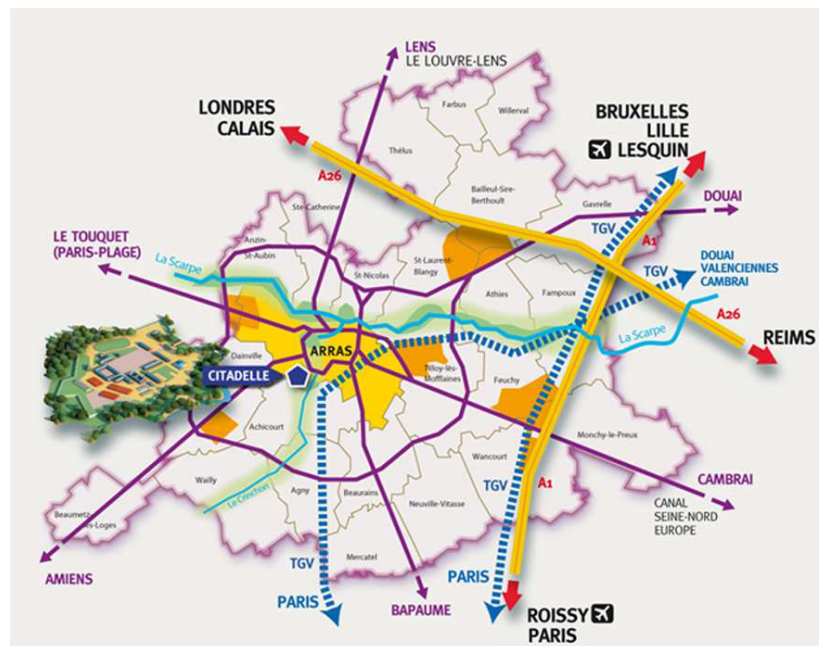 LENS
LE LOUVRE-LENS
LONDRES
CALAIS
BRUXELLES
LILLE
LESQUIN
Farbus
Willerval
Thélus
A26
Bailleul-Sire-
Berthoult
Gavrelle
DOUAI
Ste-Catherine
TGV
A1
LE TOUQUET
(PARIS-PLAGE)
Anzin-
St-Aubin
La Scarpe
St-Nicolas
St-Laurent-
Blangy
DOUAI
VALENCIENNES
CAMBRAI
TGV
Athies
Fampoux
A26
La Scarpe
REIMS
Dainville
ARRAS
CITADELLE
Tilloy-lès-
Mofflaines
Feuchy
Achicourt
Monchy-le-Preux
Wancourt
Wailly
Le Crinchon
Agny
Beaurains
Neuville-Vitasse
TGV
A1
CAMBRAI
CANAL
SEINE-NORD
EUROPE
Beaumetz-
lès-Loges
Mercatel
TGV
AMIENS
PARIS
BAPAUME
PARIS
ROISSY
PARIS